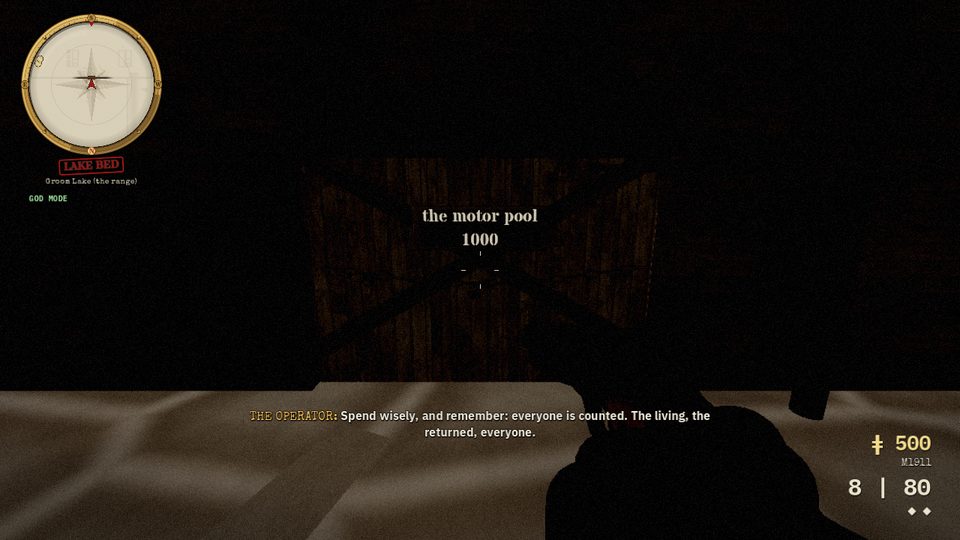 LAKE BED
Groom Lake (the range)
GOD MODE
the motor pool
1000
THE OPERATOR: Spend wisely, and remember: everyone is counted. The living, the
returned, everyone.
500
M1911
8 | 80